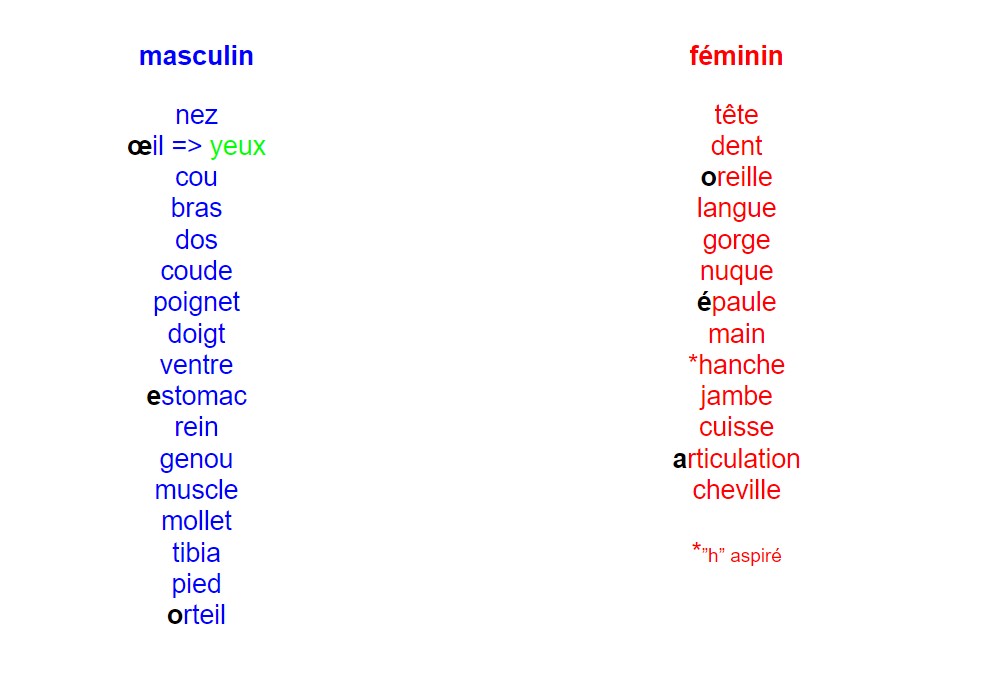 masculin
nez
œil => yeux
cou
bras
dos
coude
poignet
doigt
ventre
estomac
rein
genou
muscle
mollet
tibia
pied
orteil
féminin
tête
dent
oreille
langue
gorge
nuque
épaule
main
*hanche
jambe
cuisse
articulation
cheville
*”h” aspiré